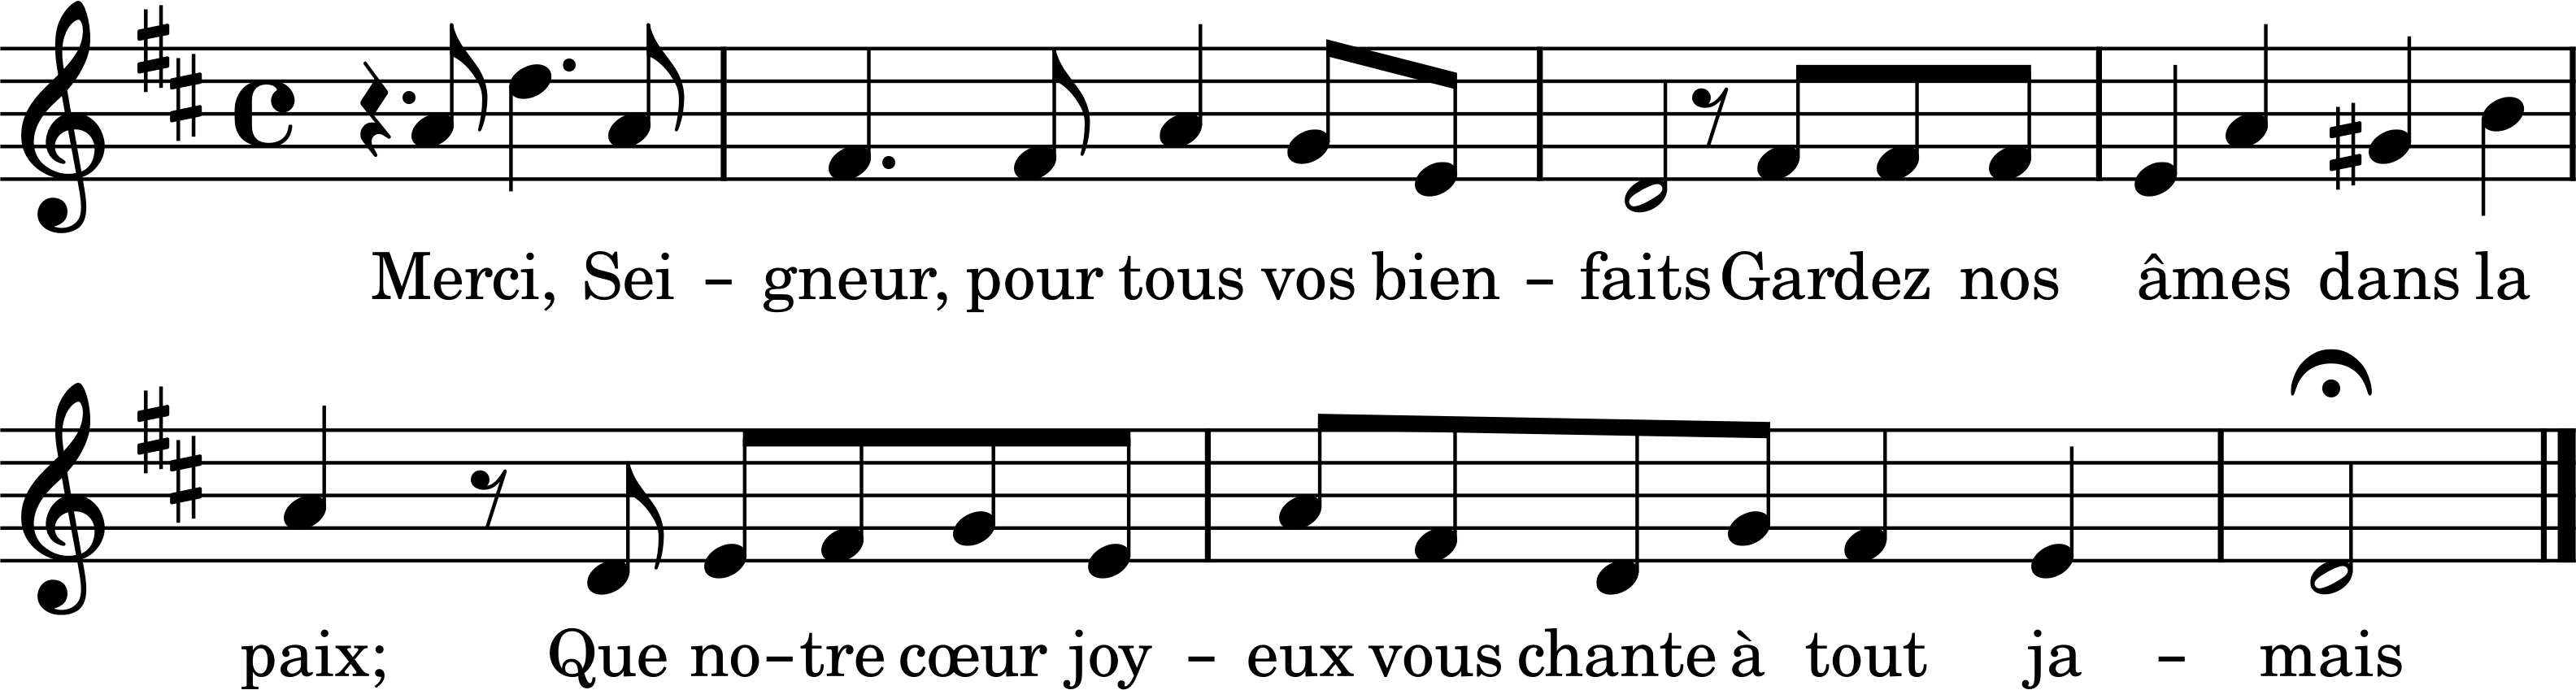 Merci, Sei – gneur, pour tous vos bien – faits Gardez nos âmes dans la
paix; Que no–tre cœur joy – eux vous chante à tout ja – mais